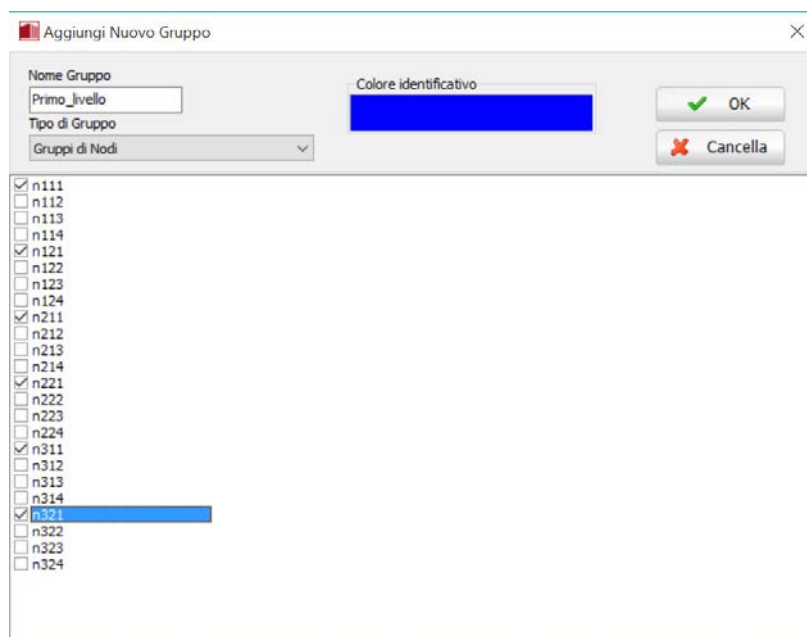 Aggiungi Nuovo Gruppo
Nome Gruppo
Primo_livello
Tipo di Gruppo
Gruppi di Nodi
Colore identificativo
OK
Cancella
n111
n112
n113
n114
n121
n122
n123
n124
n211
n212
n213
n214
n221
n222
n223
n224
n311
n312
n313
n314
n321
n322
n323
n324